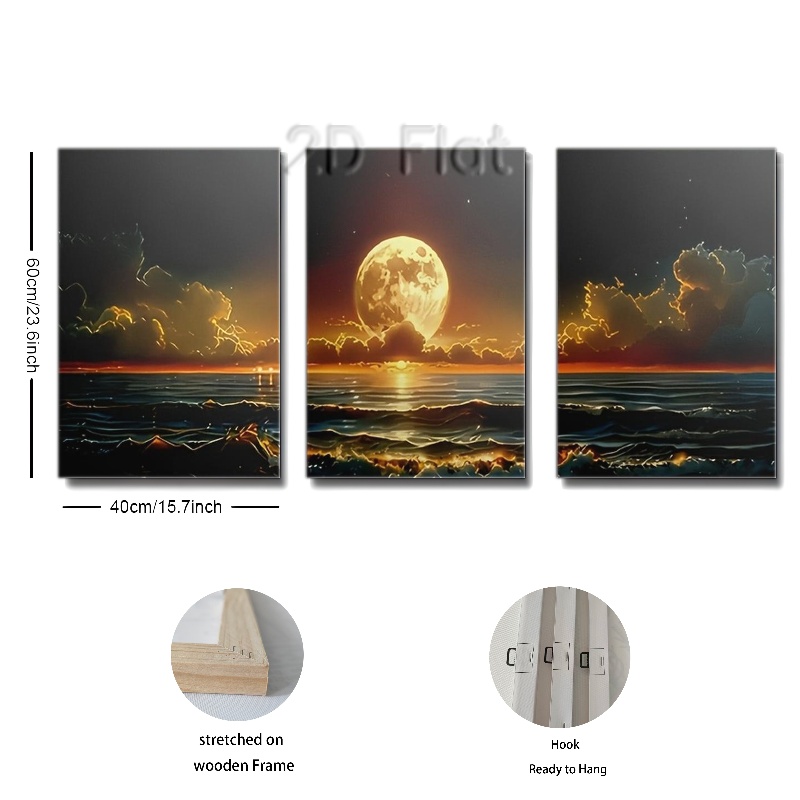 2D Flat
60cm/23.6inch
40cm/15.7inch
stretched on
wooden Frame
Hook
Ready to Hang